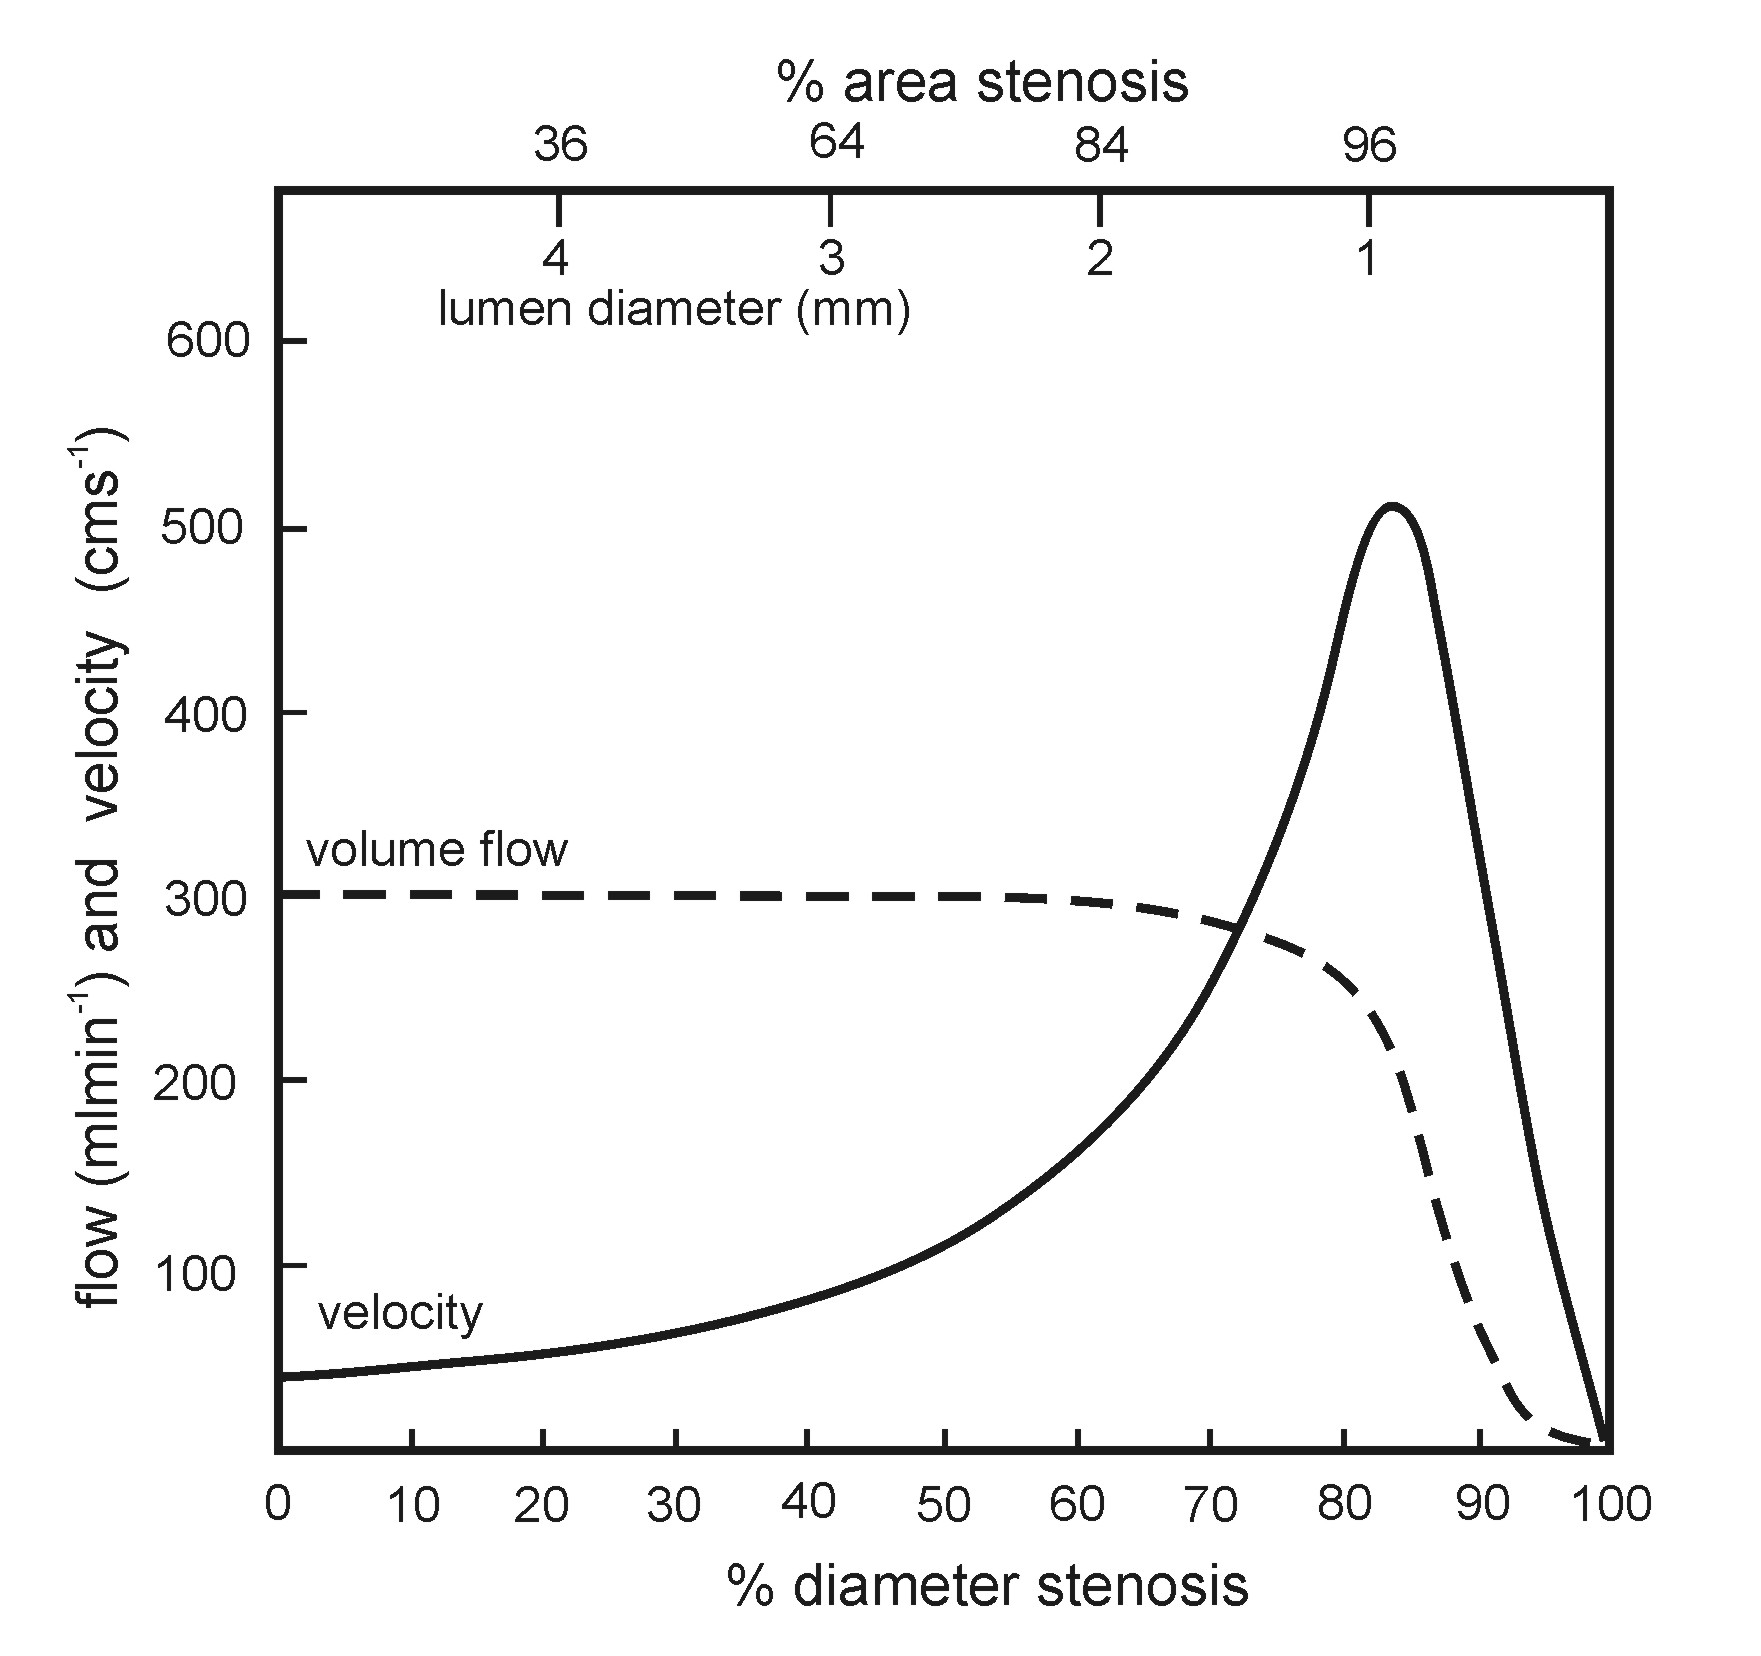 % area stenosis
36 64 84 96
4 3 2 1
lumen diameter (mm)
600
500
400
300
200
100
flow (mlmin⁻¹) and velocity (cms⁻¹)
volume flow
velocity
0 10 20 30 40 50 60 70 80 90 100
% diameter stenosis